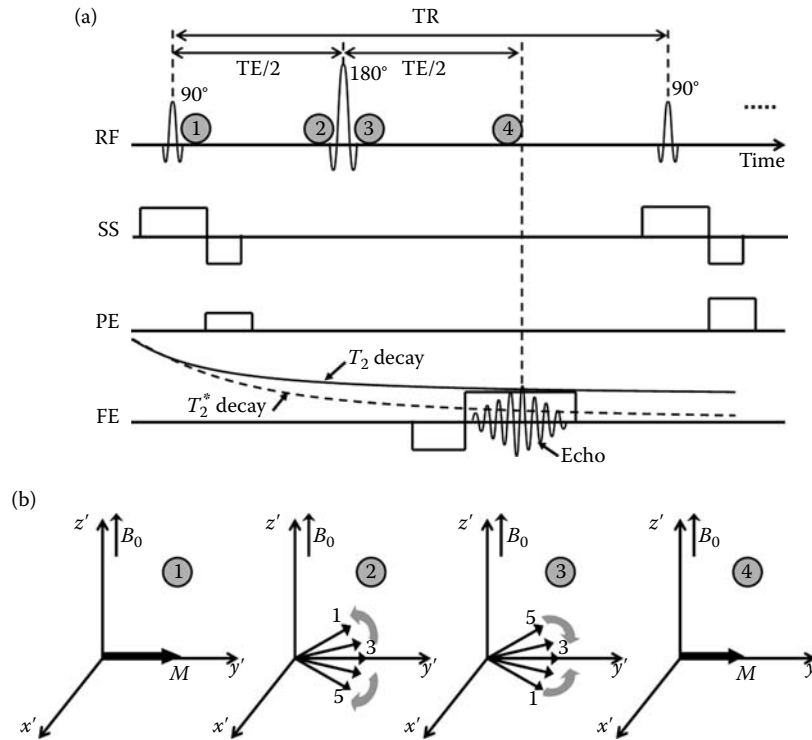 (a)
TR
TE/2 TE/2
90° 180° 90°
1 2 3 4
RF
Time
SS
PE
T2 decay
T2* decay
FE
Echo
(b)
z′ B0 1 M y′ x′
z′ B0 2 1 3 5 y′ x′
z′ B0 3 5 3 1 y′ x′
z′ B0 4 M y′ x′